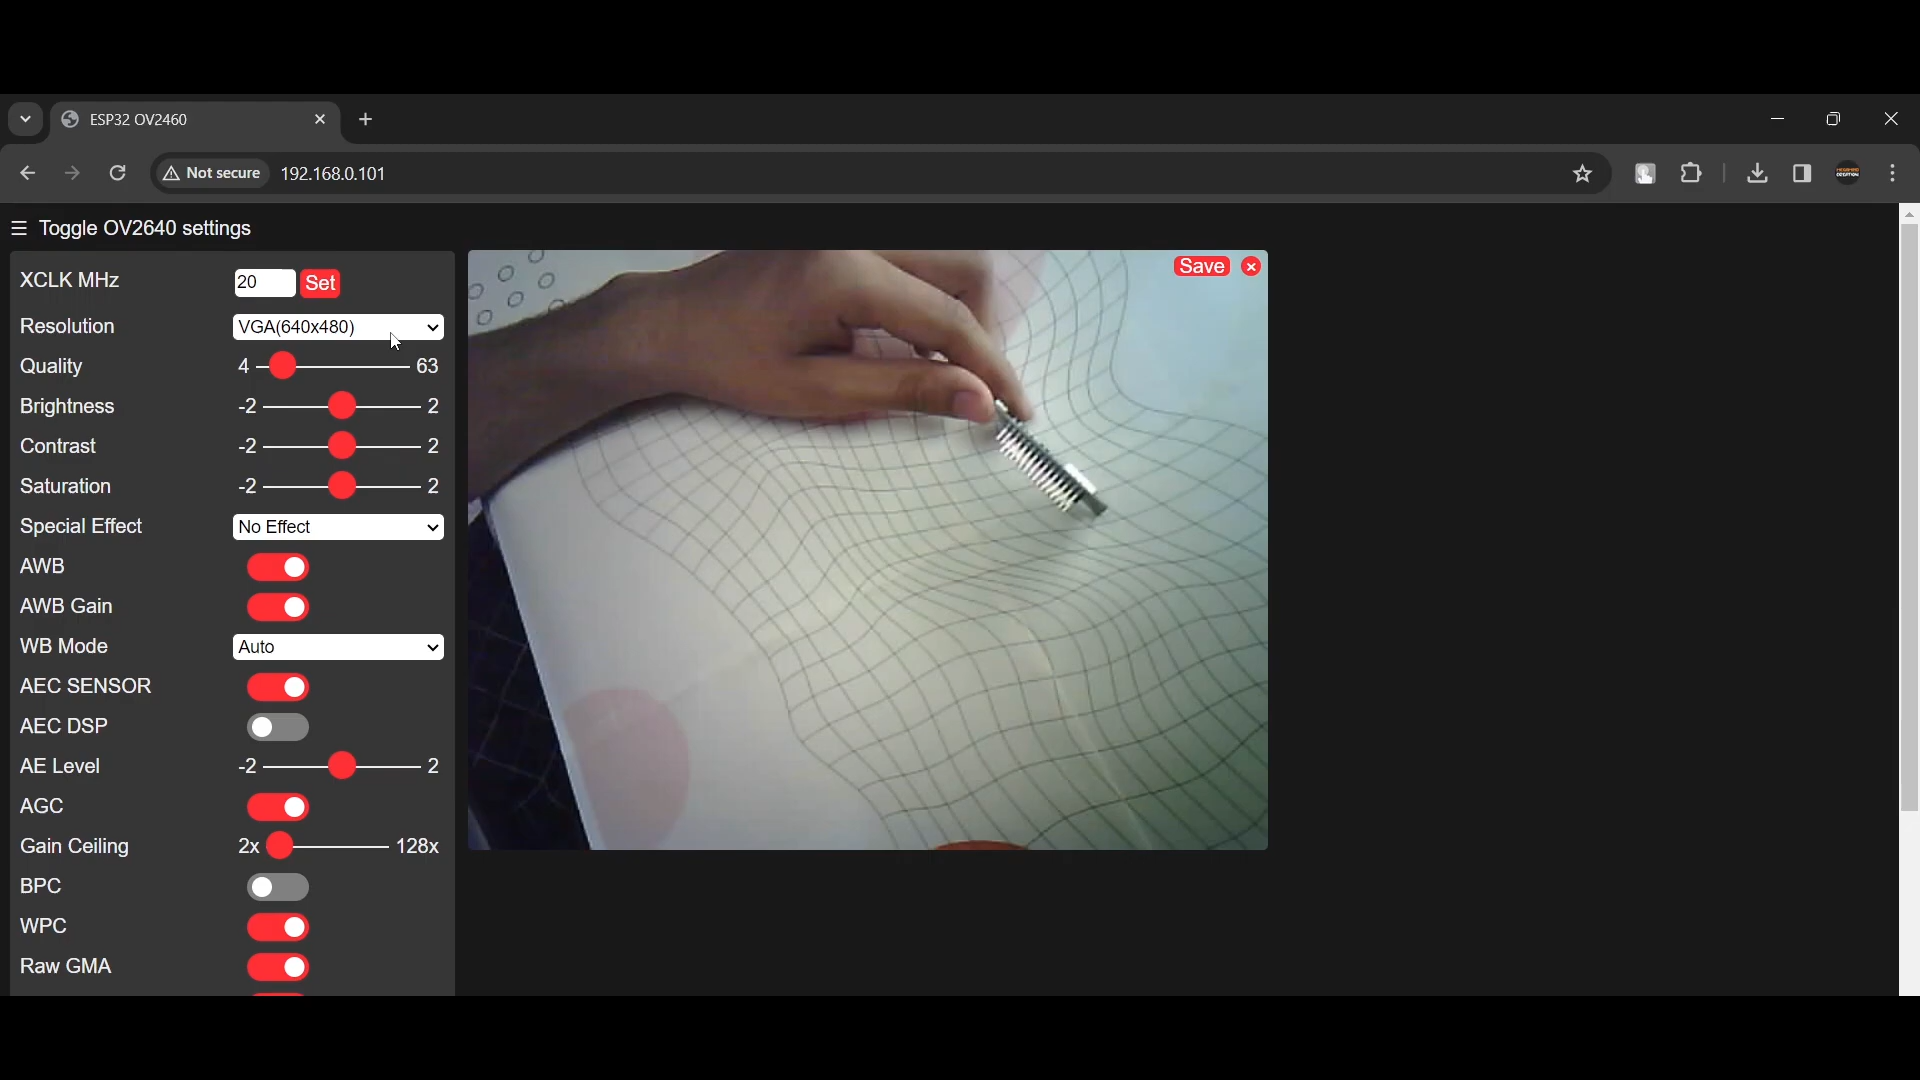 ESP32 OV2460
Not secure 192.168.0.101
☰ Toggle OV2640 settings
XCLK MHz 20 Set
Resolution VGA(640x480)
Quality 4 63
Brightness -2 2
Contrast -2 2
Saturation -2 2
Special Effect No Effect
AWB
AWB Gain
WB Mode Auto
AEC SENSOR
AEC DSP
AE Level -2 2
AGC
Gain Ceiling 2x 128x
BPC
WPC
Raw GMA
Save ×